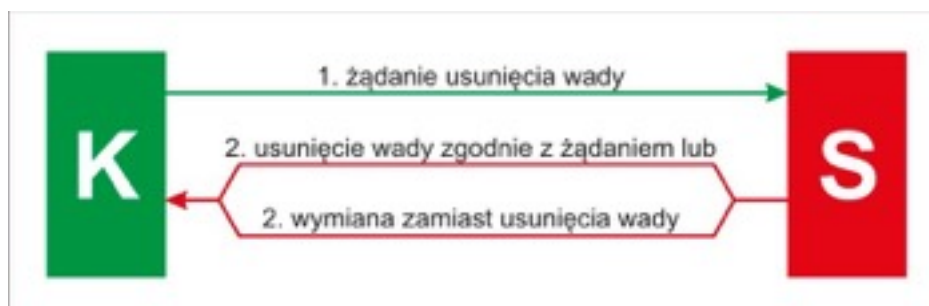 K
1. żądanie usunięcia wady
2. usunięcie wady zgodnie z żądaniem lub
2. wymiana zamiast usunięcia wady
S